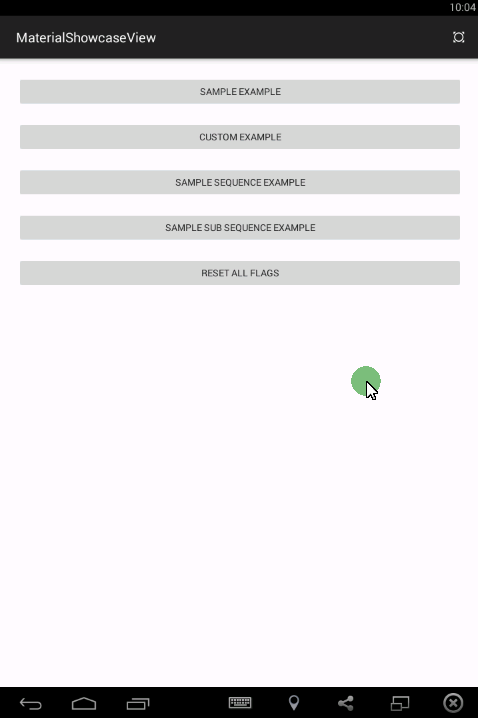 10:04
MaterialShowcaseView
SAMPLE EXAMPLE
CUSTOM EXAMPLE
SAMPLE SEQUENCE EXAMPLE
SAMPLE SUB SEQUENCE EXAMPLE
RESET ALL FLAGS